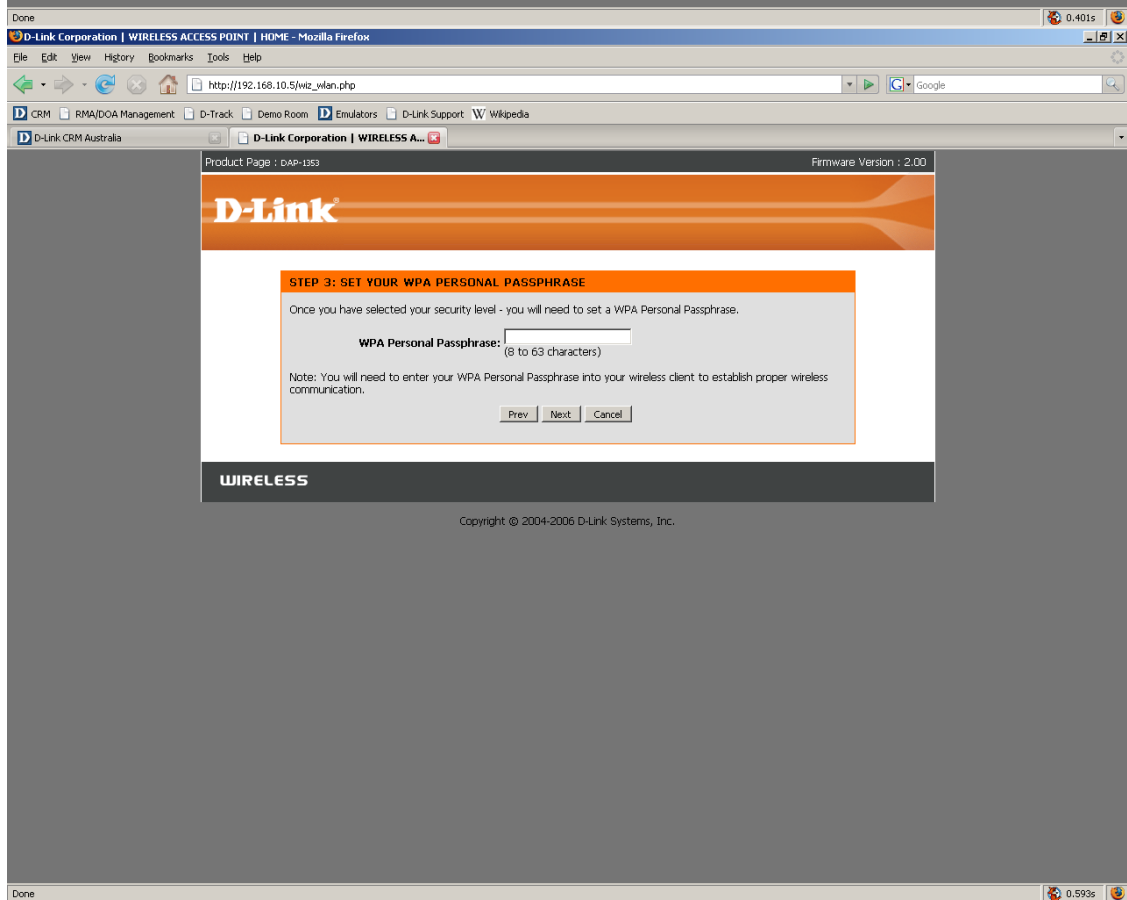 Done
0.401s
D-Link Corporation | WIRELESS ACCESS POINT | HOME - Mozilla Firefox
File Edit View History Bookmarks Tools Help
http://192.168.10.5/wiz_wlan.php
G Google
D CRM RMA/DOA Management D-Track Demo Room D Emulators D-Link Support W Wikipedia
D D-Link CRM Australia D-Link Corporation | WIRELESS A...
Product Page : DAP-1353 Firmware Version : 2.00
D-Link®
STEP 3: SET YOUR WPA PERSONAL PASSPHRASE
Once you have selected your security level - you will need to set a WPA Personal Passphrase.
WPA Personal Passphrase:
(8 to 63 characters)
Note: You will need to enter your WPA Personal Passphrase into your wireless client to establish proper wireless
communication.
Prev Next Cancel
WIRELESS
Copyright © 2004-2006 D-Link Systems, Inc.
Done
0.593s